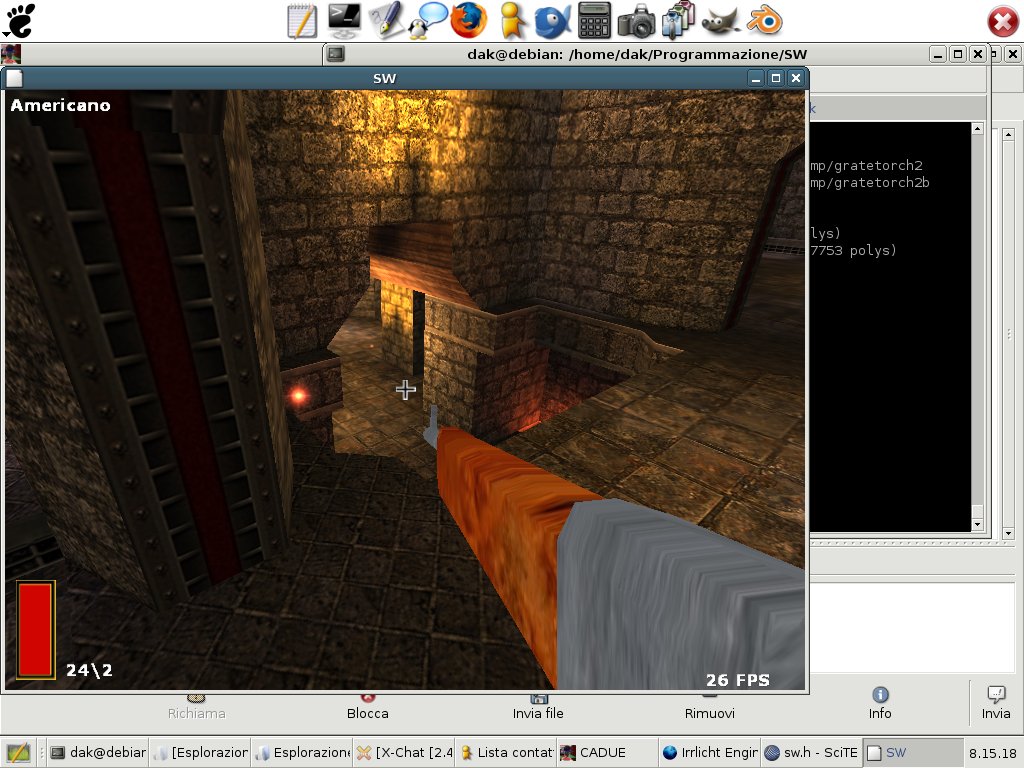 dak@debian: /home/dak/Programmazione/SW
SW
Americano
k
mp/gratetorch2
mp/gratetorch2b
lys)
7753 polys)
24\2
26 FPS
Richiama
Blocca
Invia file
Rimuovi
Info
Invia
dak@debian
[Esplorazion
Esplorazione
[X-Chat [2.4
Lista contat
CADUE
Irrlicht Engin
sw.h - SciTE
SW
8.15.18